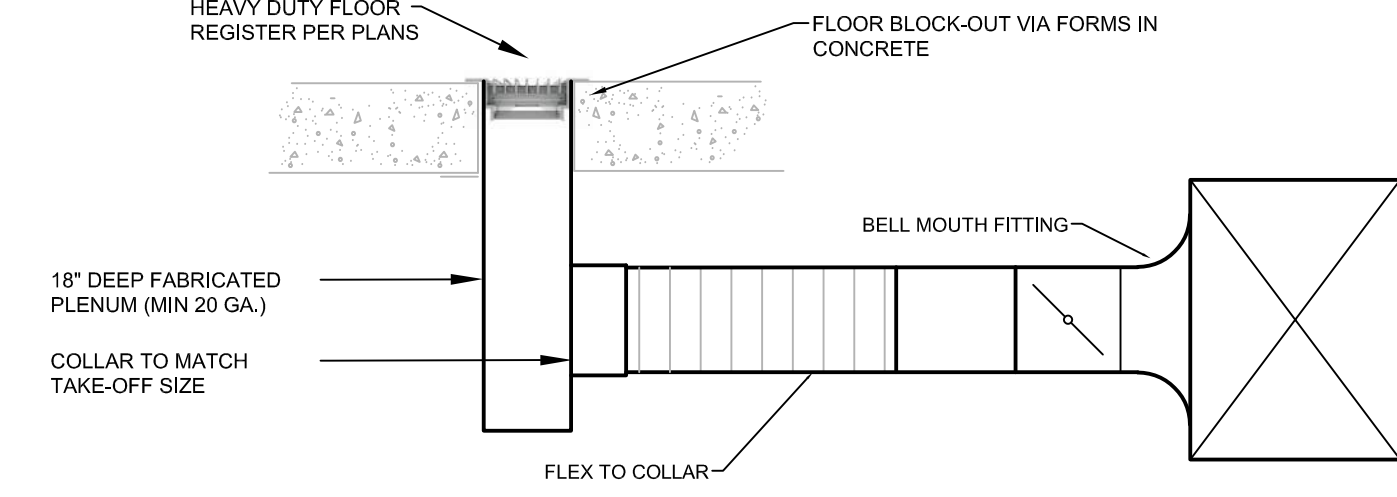 HEAVY DUTY FLOOR
REGISTER PER PLANS
FLOOR BLOCK-OUT VIA FORMS IN
CONCRETE
BELL MOUTH FITTING
18" DEEP FABRICATED
PLENUM (MIN 20 GA.)
COLLAR TO MATCH
TAKE-OFF SIZE
FLEX TO COLLAR